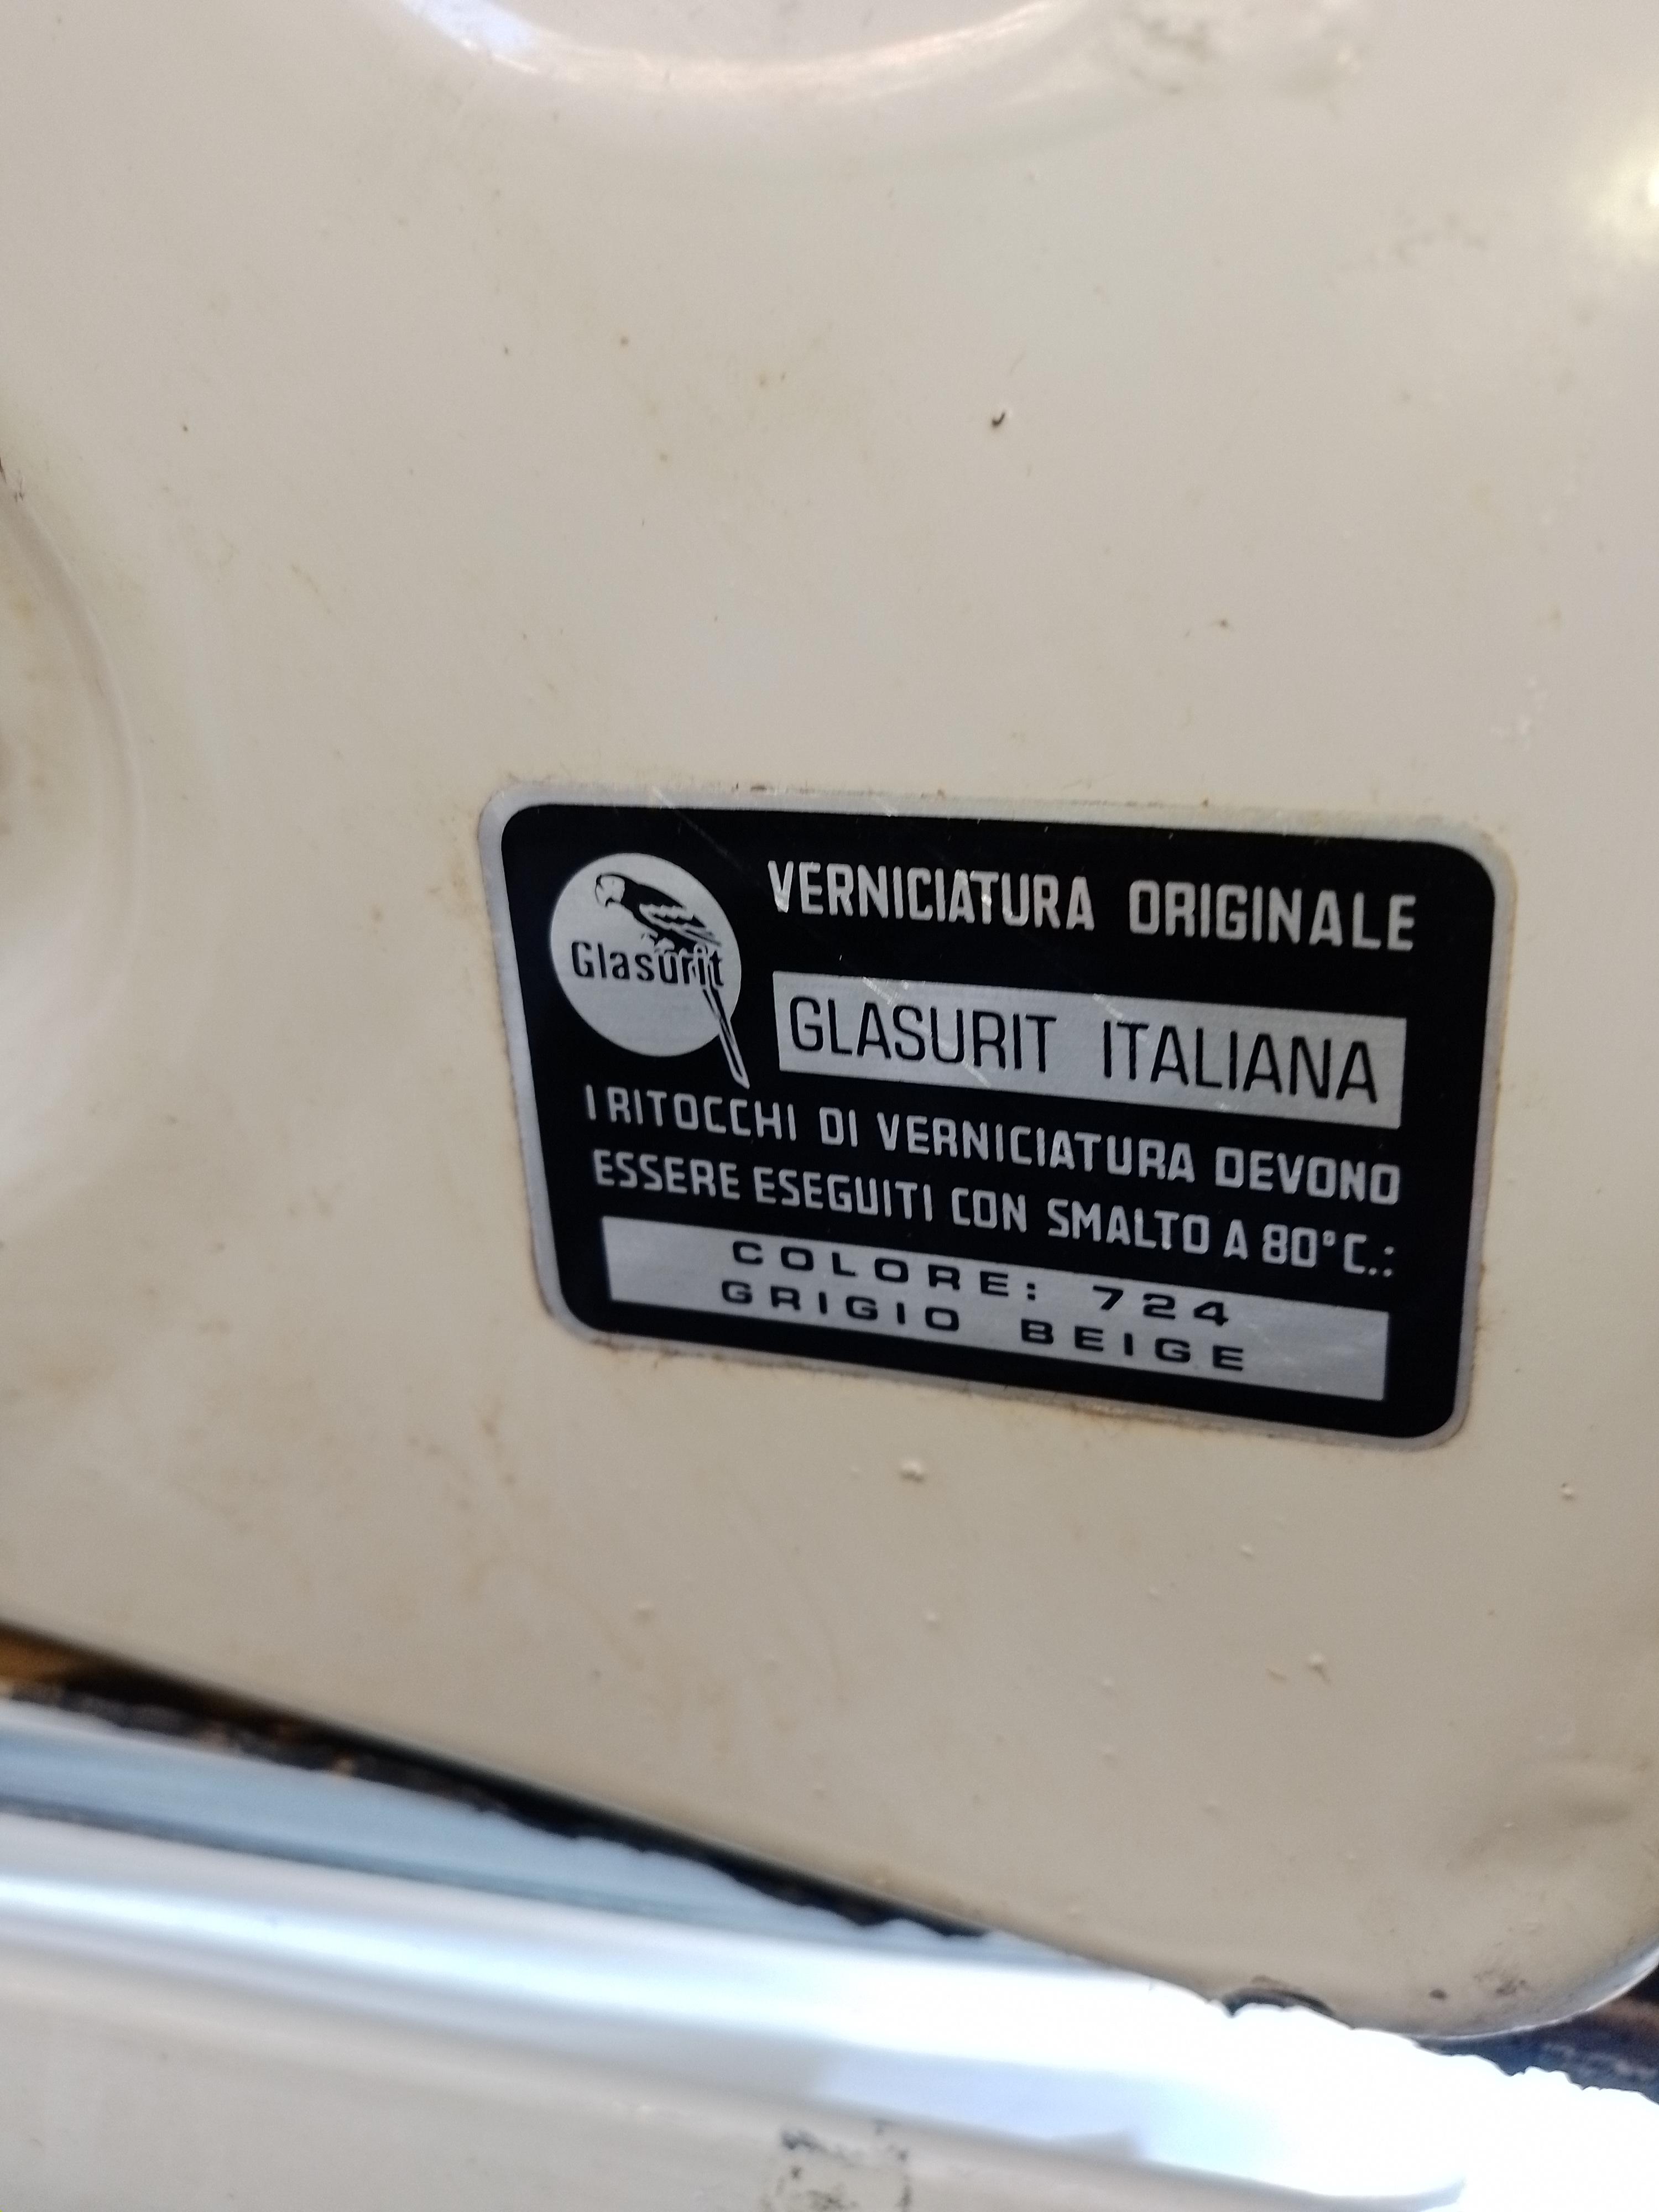 VERNICIATURA ORIGINALE
Glasurit
GLASURIT ITALIANA
I RITOCCHI DI VERNICIATURA DEVONO
ESSERE ESEGUITI CON SMALTO A 80°C.:
COLORE: 724
GRIGIO BEIGE